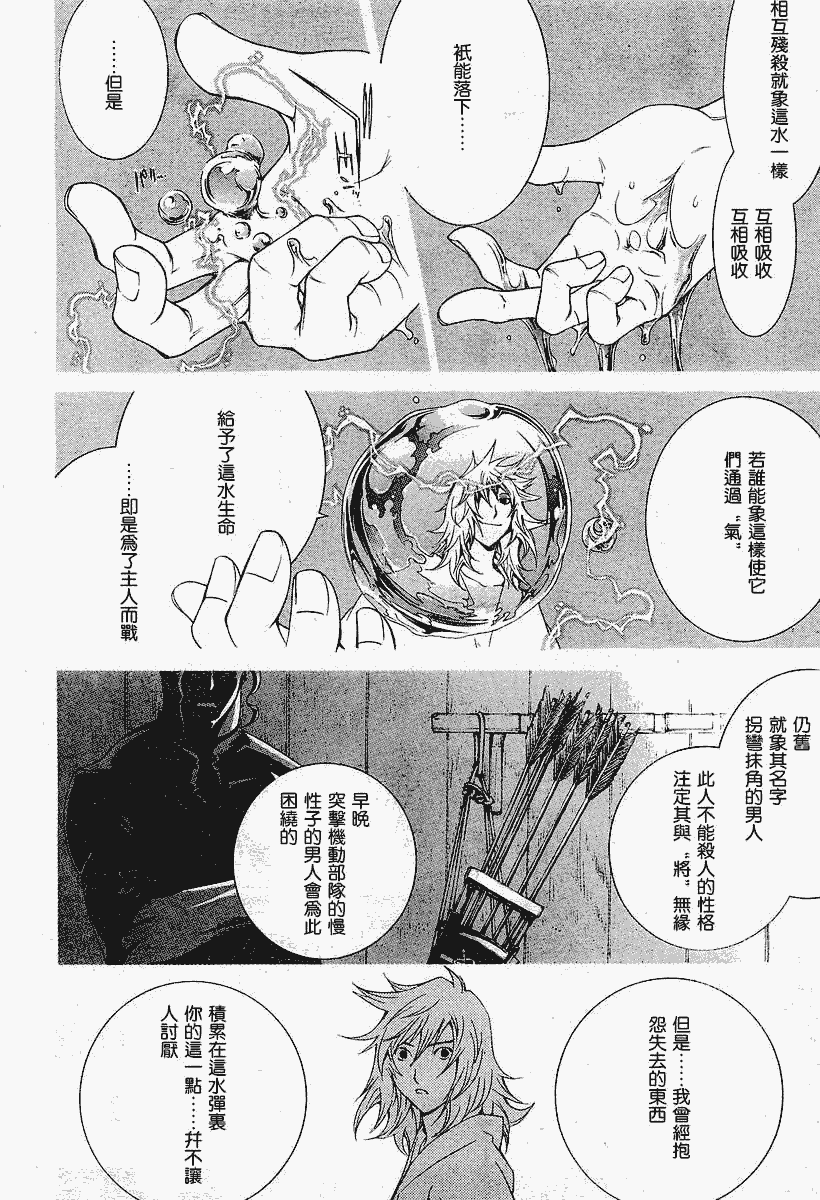 相互殘殺就象這水一樣
互相吸收
互相吸收
祇能落下……
……但是
若誰能象這樣使它
們通過“氣”
給予了這水生命
……即是為了主人而戰
仍舊
就象其名字
拐彎抹角的男人
此人不能殺人的性格
注定其與“將”無緣
早晚
突擊機動部隊的慢
性子的男人會為此
困繞的
但是……我曾經抱
怨失去的東西
積累在這水彈裏
你的這一點……幷不讓
人討厭